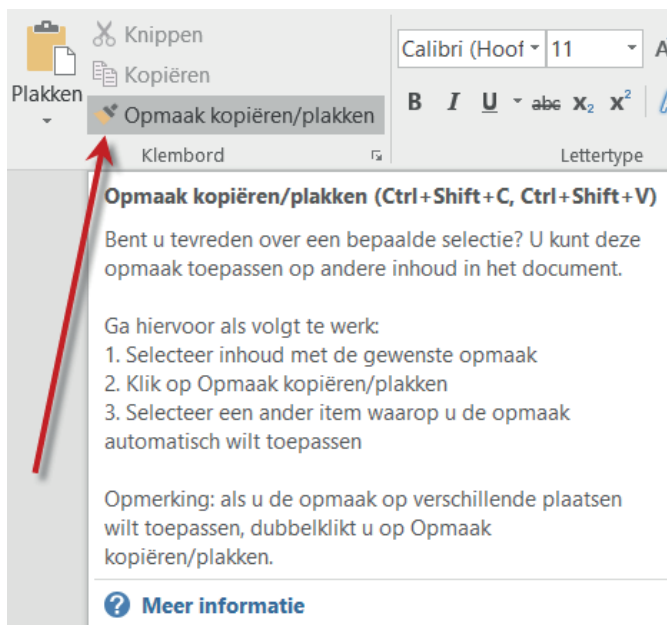 Plakken
Knippen
Kopiëren
Opmaak kopiëren/plakken
Klembord
Calibri (Hoof 11 A
B I U abc X₂ X²
Lettertype
Opmaak kopiëren/plakken (Ctrl+Shift+C, Ctrl+Shift+V)
Bent u tevreden over een bepaalde selectie? U kunt deze
opmaak toepassen op andere inhoud in het document.
Ga hiervoor als volgt te werk:
1. Selecteer inhoud met de gewenste opmaak
2. Klik op Opmaak kopiëren/plakken
3. Selecteer een ander item waarop u de opmaak
automatisch wilt toepassen
Opmerking: als u de opmaak op verschillende plaatsen
wilt toepassen, dubbelklikt u op Opmaak
kopiëren/plakken.
? Meer informatie